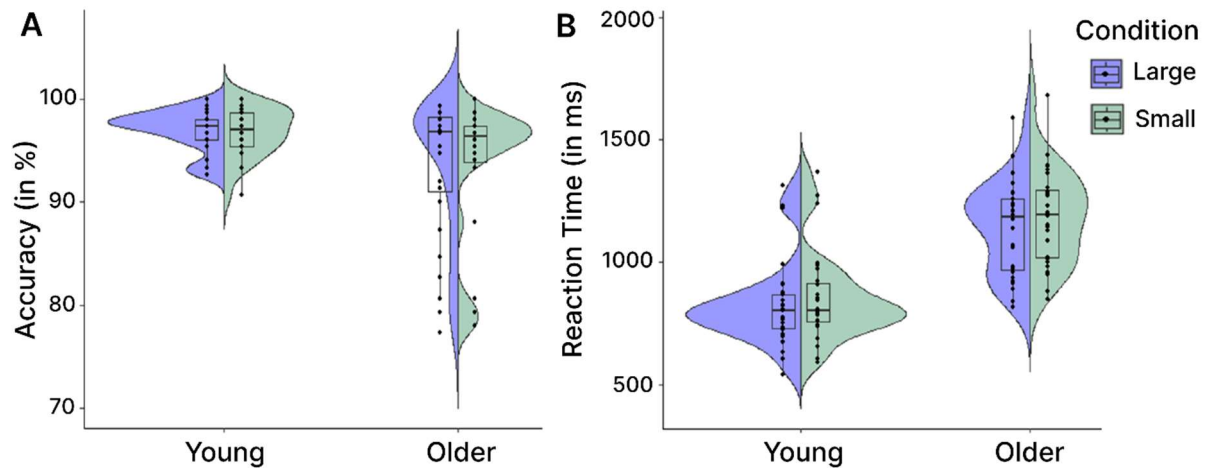 A
Accuracy (in %)
100
90
80
70
Young
Older
B
Reaction Time (in ms)
2000
1500
1000
500
Young
Older
Condition
Large
Small